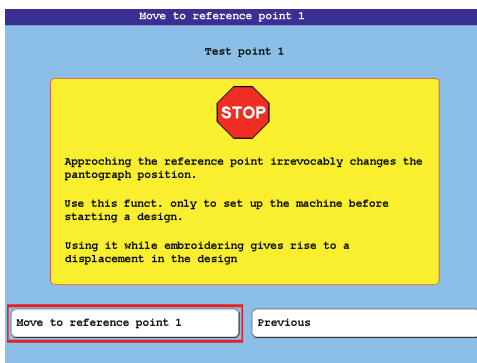 Move to reference point 1
Test point 1
STOP
Approching the reference point irrevocably changes the
pantograph position.
Use this funct. only to set up the machine before
starting a design.
Using it while embroidering gives rise to a
displacement in the design
Move to reference point 1
Previous